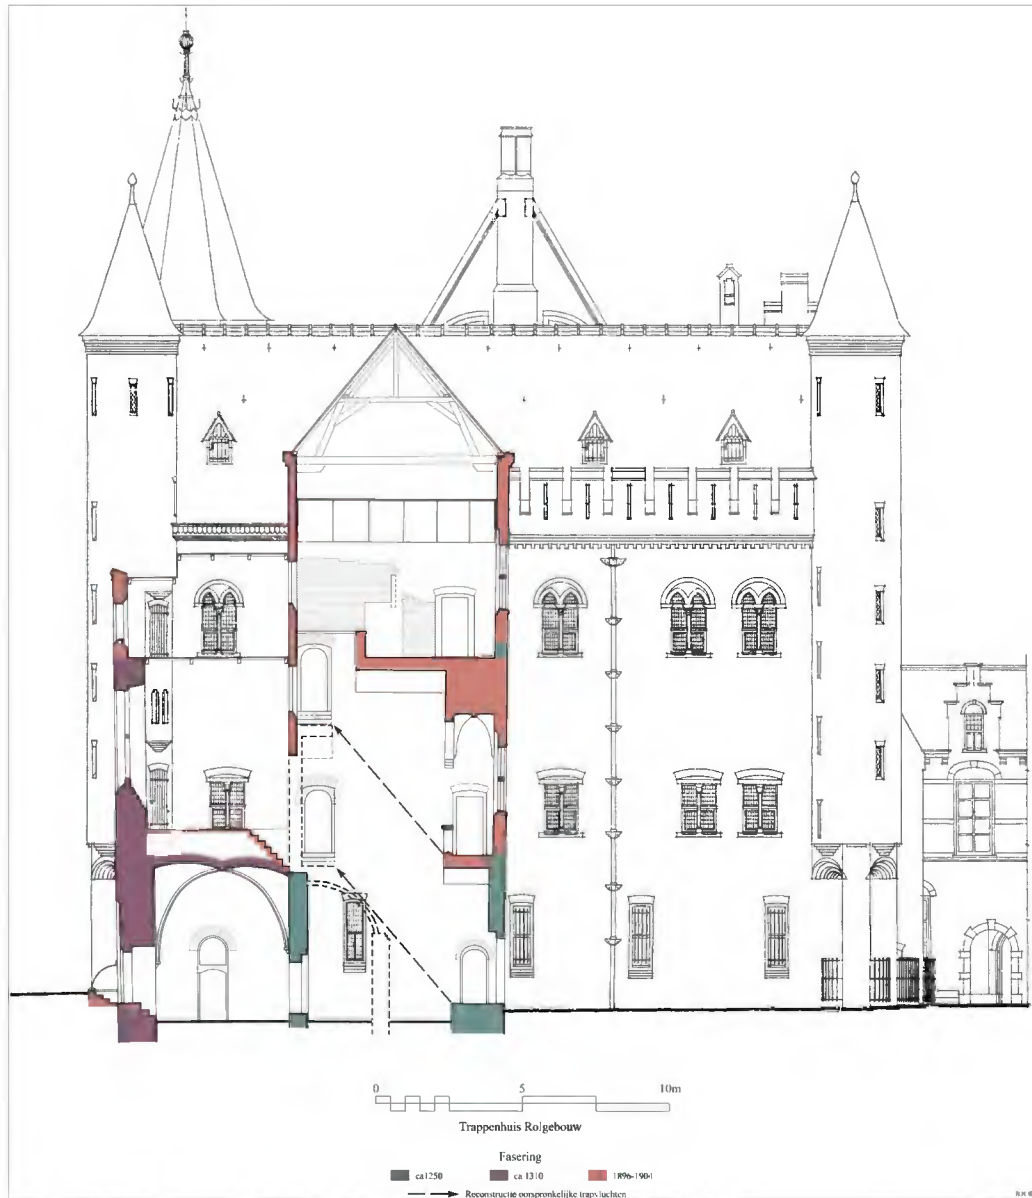 0 5 10m
Trappenhuis Rolgebouw
Fasering
ca1250 ca 1310 1896-1904
Reconstructie oorspronkelijke trapvluchten